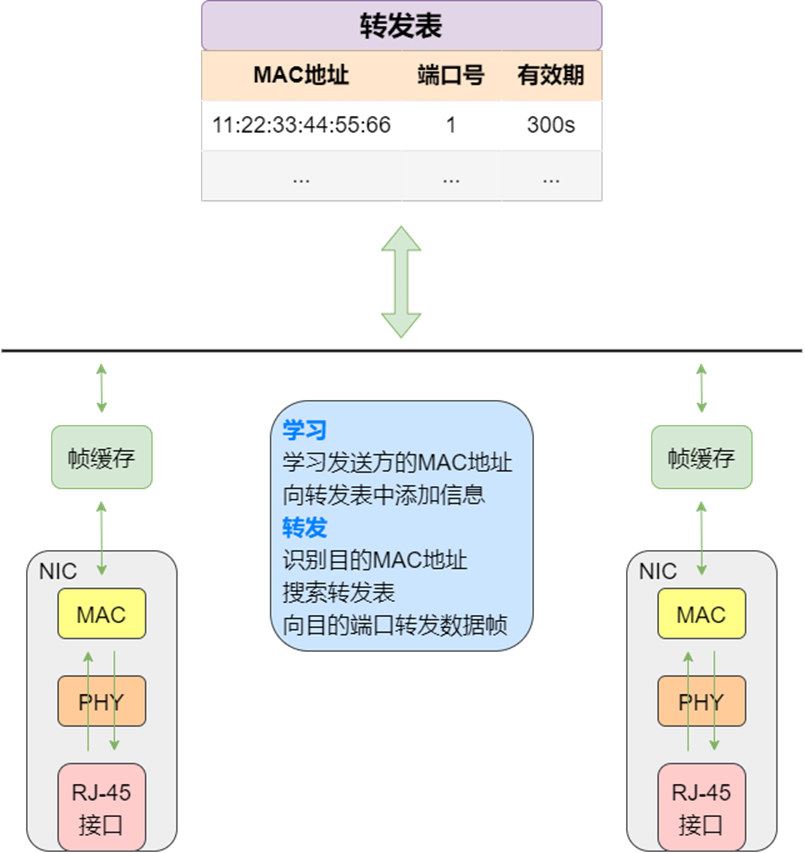 转发表
MAC地址 端口号 有效期
11:22:33:44:55:66 1 300s
... ... ...
帧缓存
学习
学习发送方的MAC地址
向转发表中添加信息
转发
识别目的MAC地址
搜索转发表
向目的端口转发数据帧
帧缓存
NIC
MAC
PHY
RJ-45
接口
NIC
MAC
PHY
RJ-45
接口